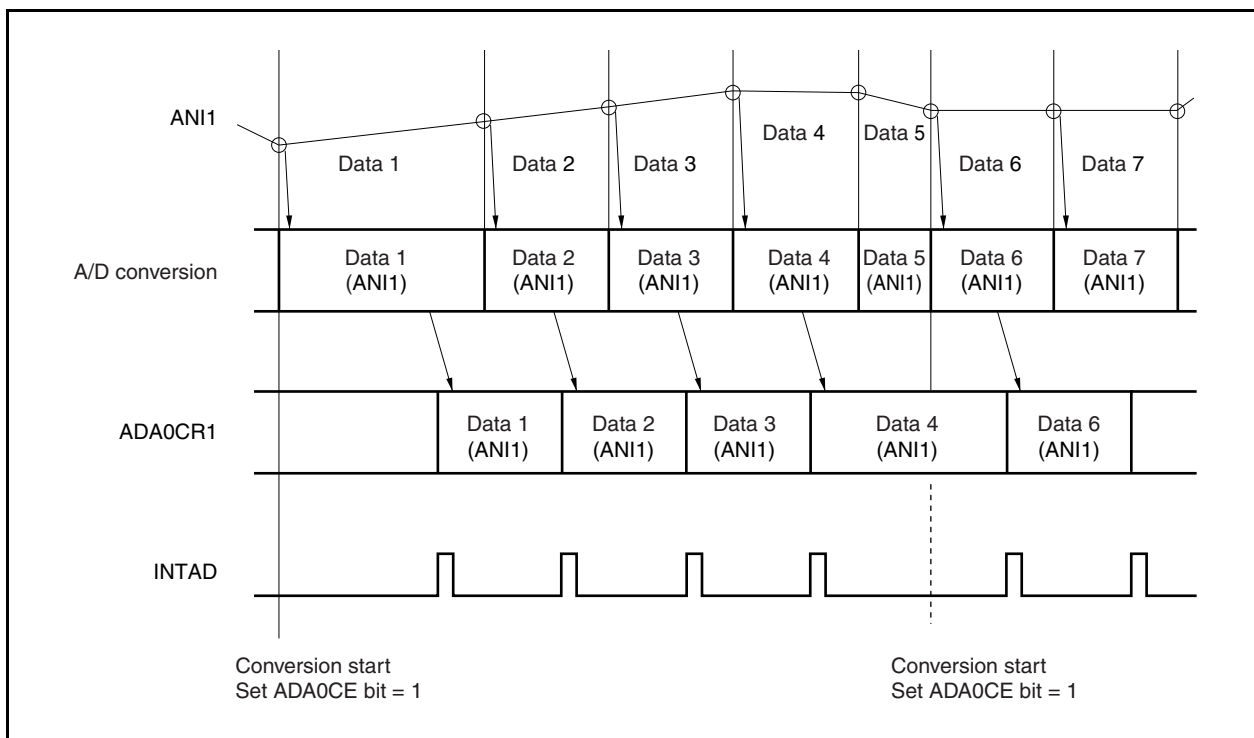 ANI1
Data 1
Data 2
Data 3
Data 4
Data 5
Data 6
Data 7
A/D conversion
Data 1
(ANI1)
Data 2
(ANI1)
Data 3
(ANI1)
Data 4
(ANI1)
Data 5
(ANI1)
Data 6
(ANI1)
Data 7
(ANI1)
ADA0CR1
Data 1
(ANI1)
Data 2
(ANI1)
Data 3
(ANI1)
Data 4
(ANI1)
Data 6
(ANI1)
INTAD
Conversion start
Set ADA0CE bit = 1
Conversion start
Set ADA0CE bit = 1